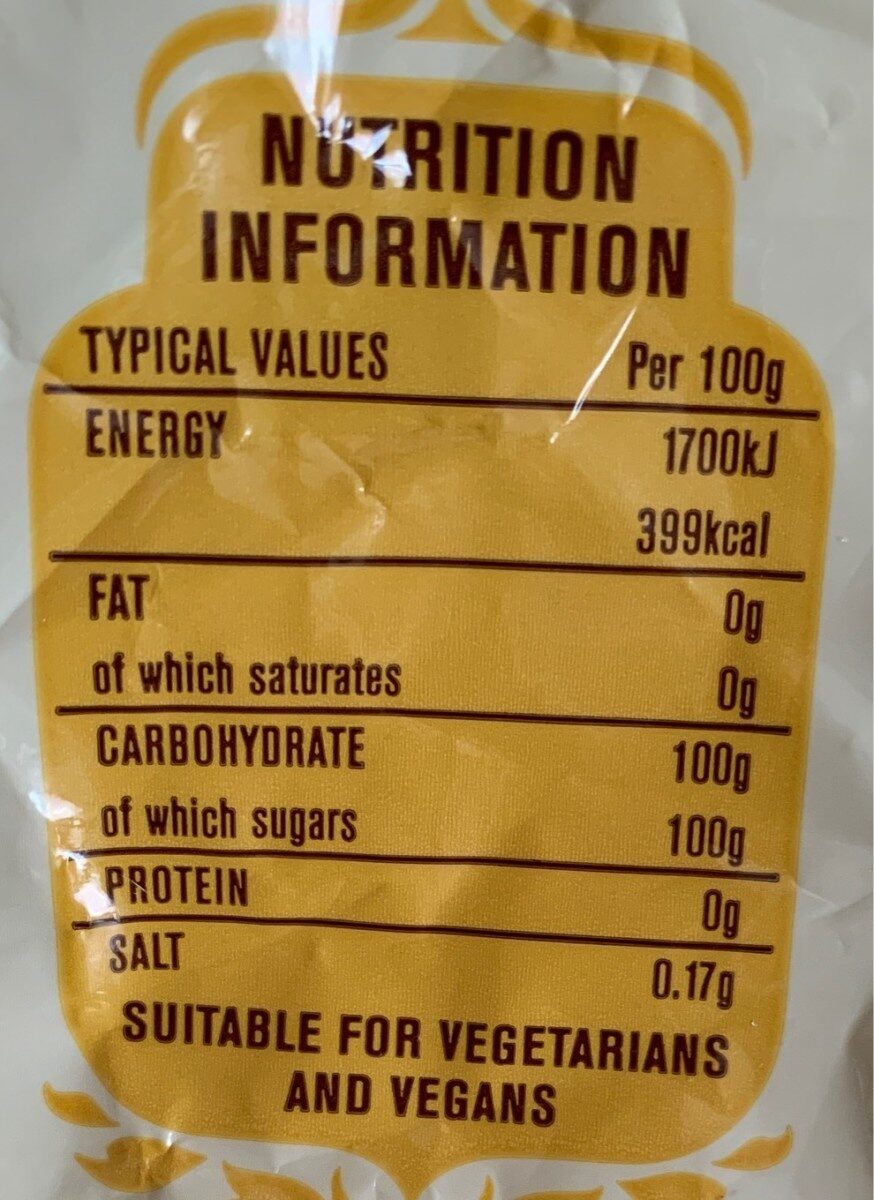 NUTRITION
INFORMATION
TYPICAL VALUES Per 100g
ENERGY 1700kJ
399kcal
FAT 0g
of which saturates 0g
CARBOHYDRATE 100g
of which sugars 100g
PROTEIN 0g
SALT 0.17g
SUITABLE FOR VEGETARIANS
AND VEGANS